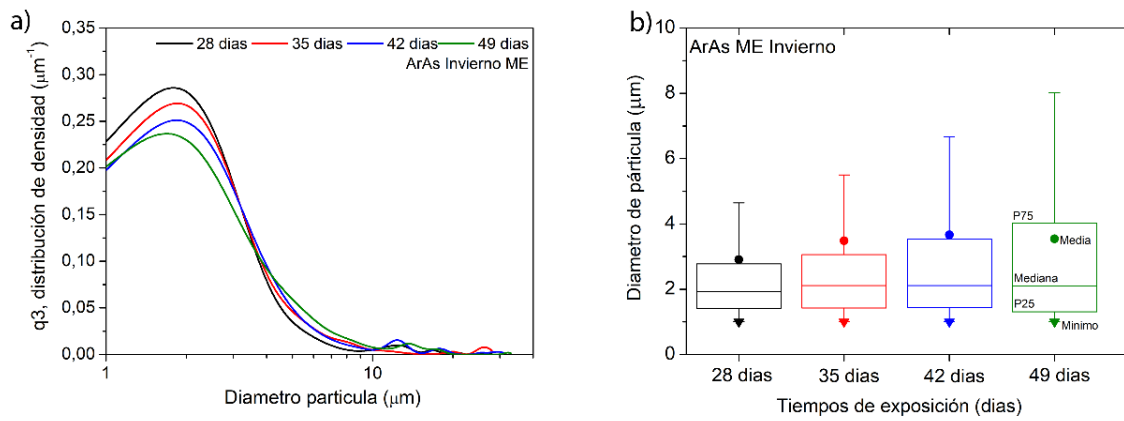 a)
q3, distribución de densidad (μm⁻¹)
0,35
0,30
0,25
0,20
0,15
0,10
0,05
0,00
28 dias 35 dias 42 dias 49 dias
ArAs Invierno ME
1 10
Diametro particula (μm)
b)
Diametro de párticula (μm)
10
8
6
4
2
0
ArAs ME Invierno
P75
Media
Mediana
P25
Minimo
28 dias 35 dias 42 dias 49 dias
Tiempos de exposición (dias)